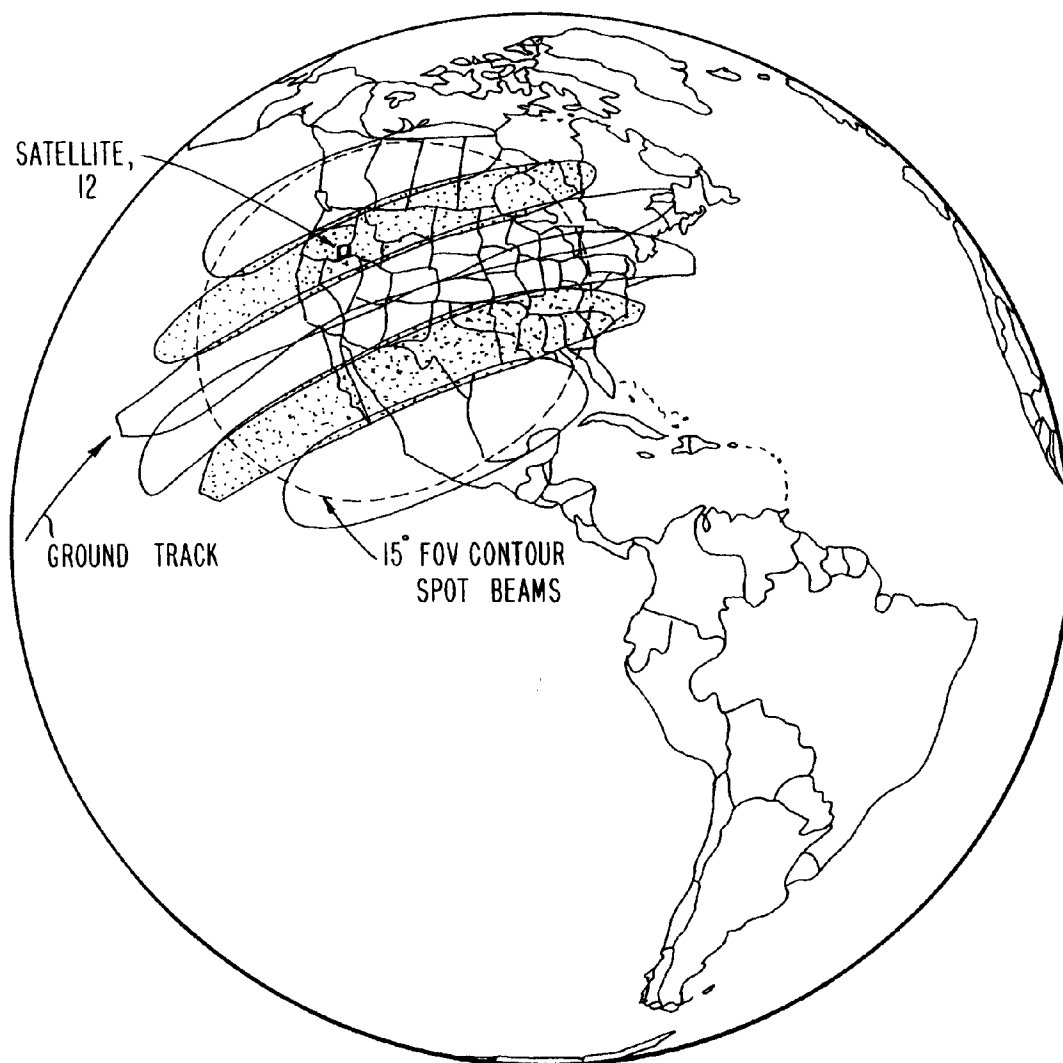 SATELLITE,
12
GROUND TRACK
15° FOV CONTOUR
SPOT BEAMS